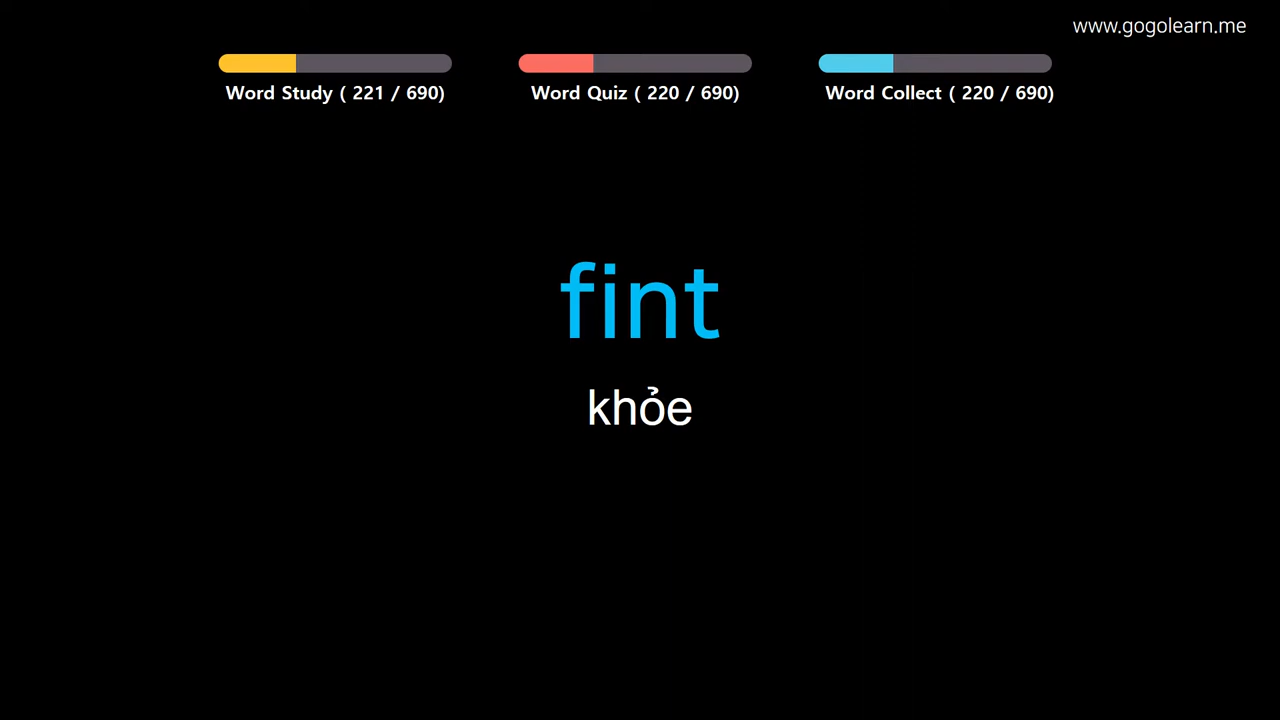 www.gogolearn.me
Word Study ( 221 / 690)
Word Quiz ( 220 / 690)
Word Collect ( 220 / 690)
fint
khỏe